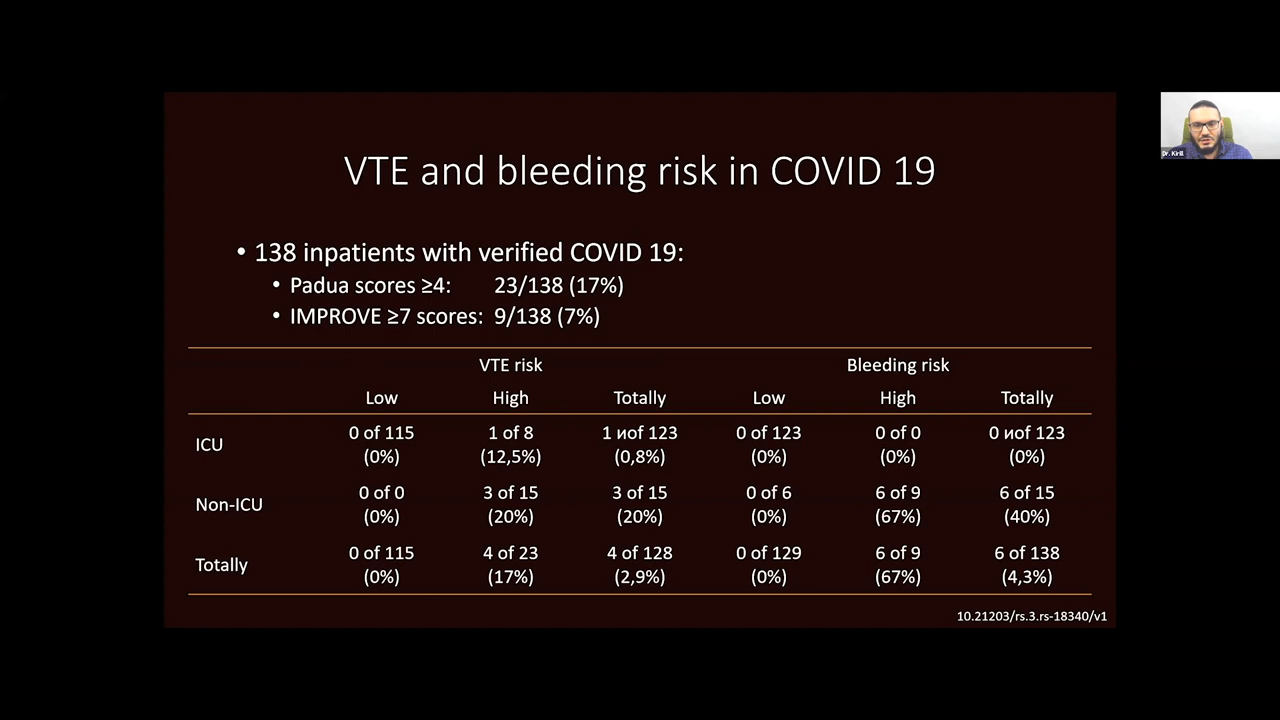 VTE and bleeding risk in COVID 19
• 138 inpatients with verified COVID 19:
• Padua scores ≥4: 23/138 (17%)
• IMPROVE ≥7 scores: 9/138 (7%)
VTE risk Bleeding risk
Low High Totally Low High Totally
ICU 0 of 115 (0%) 1 of 8 (12,5%) 1 иof 123 (0,8%) 0 of 123 (0%) 0 of 0 (0%) 0 иof 123 (0%)
Non-ICU 0 of 0 (0%) 3 of 15 (20%) 3 of 15 (20%) 0 of 6 (0%) 6 of 9 (67%) 6 of 15 (40%)
Totally 0 of 115 (0%) 4 of 23 (17%) 4 of 128 (2,9%) 0 of 129 (0%) 6 of 9 (67%) 6 of 138 (4,3%)
10.21203/rs.3.rs-18340/v1
Dr. Kirill